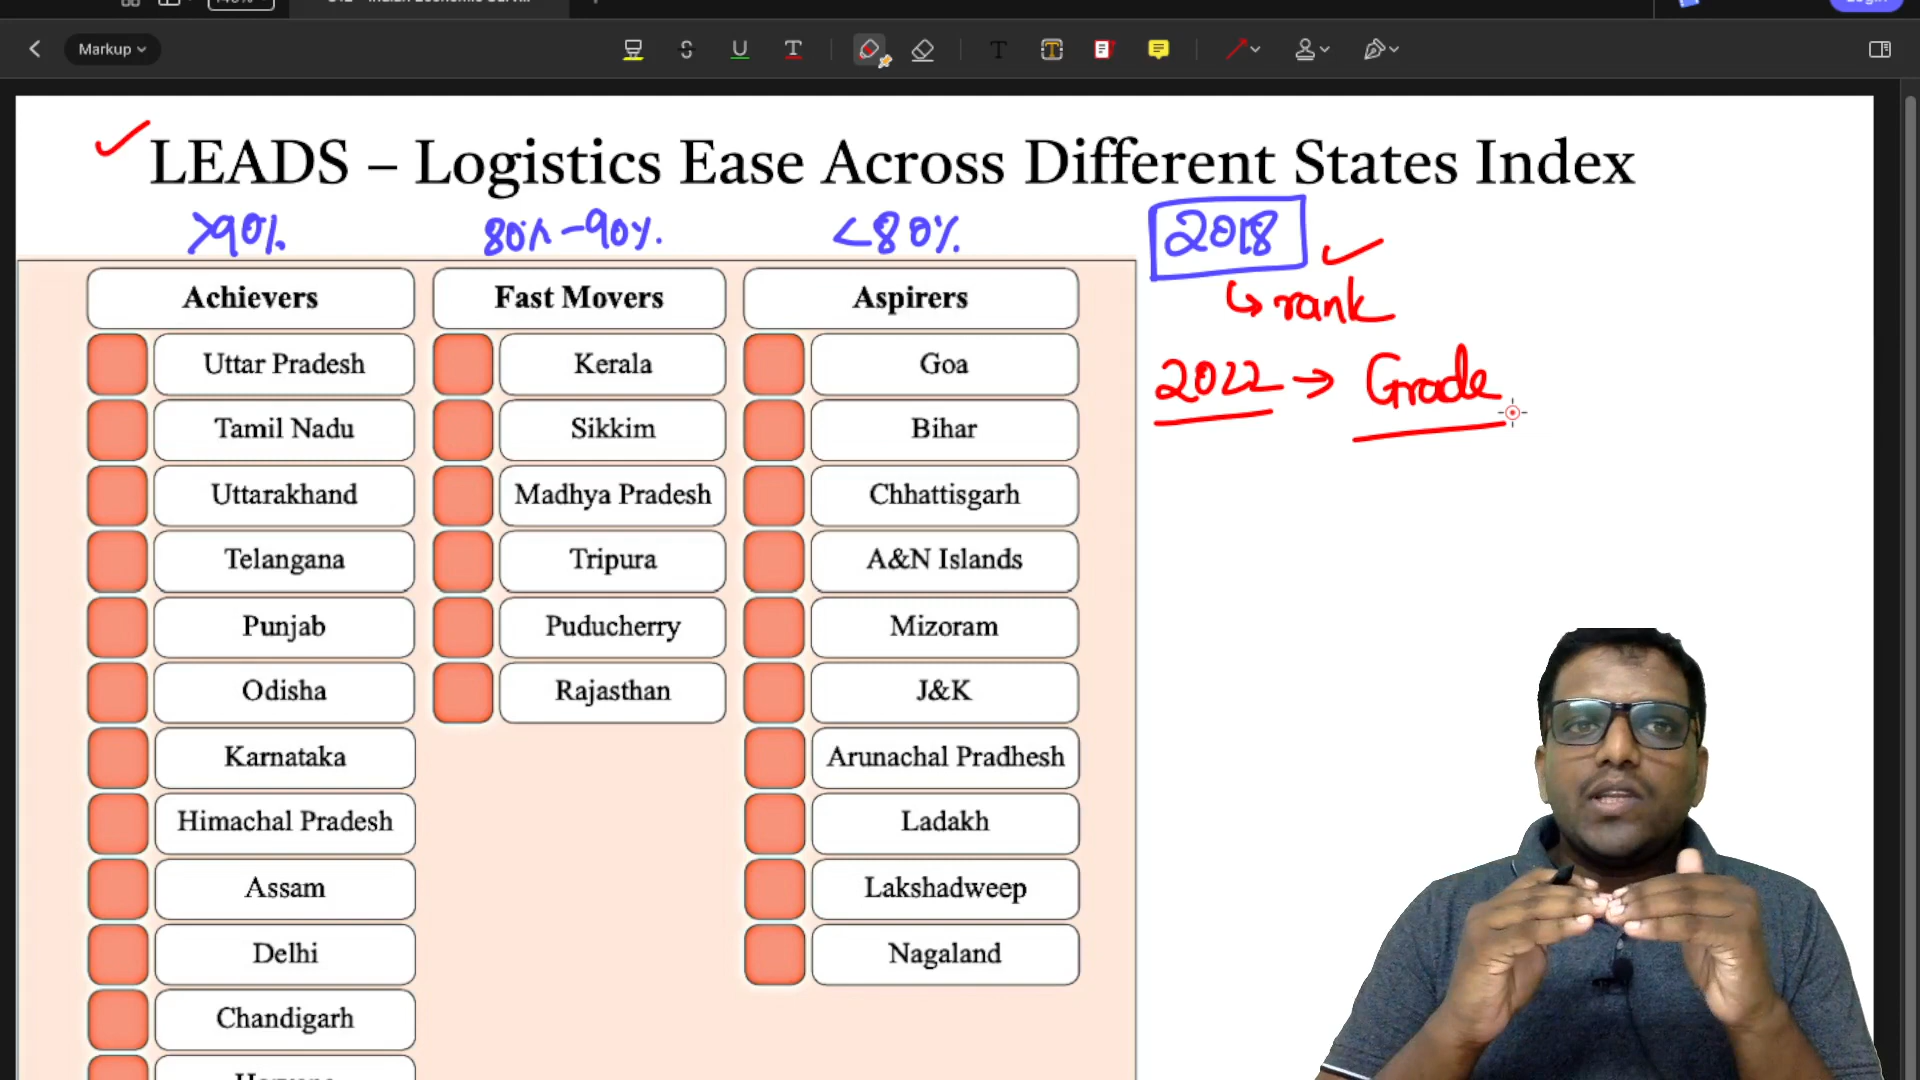 Markup
LEADS – Logistics Ease Across Different States Index
>90%
80% - 90%.
<80%
2018
rank
2022 → Grade
Achievers
Uttar Pradesh
Tamil Nadu
Uttarakhand
Telangana
Punjab
Odisha
Karnataka
Himachal Pradesh
Assam
Delhi
Chandigarh
Fast Movers
Kerala
Sikkim
Madhya Pradesh
Tripura
Puducherry
Rajasthan
Aspirers
Goa
Bihar
Chhattisgarh
A&N Islands
Mizoram
J&K
Arunachal Pradhesh
Ladakh
Lakshadweep
Nagaland